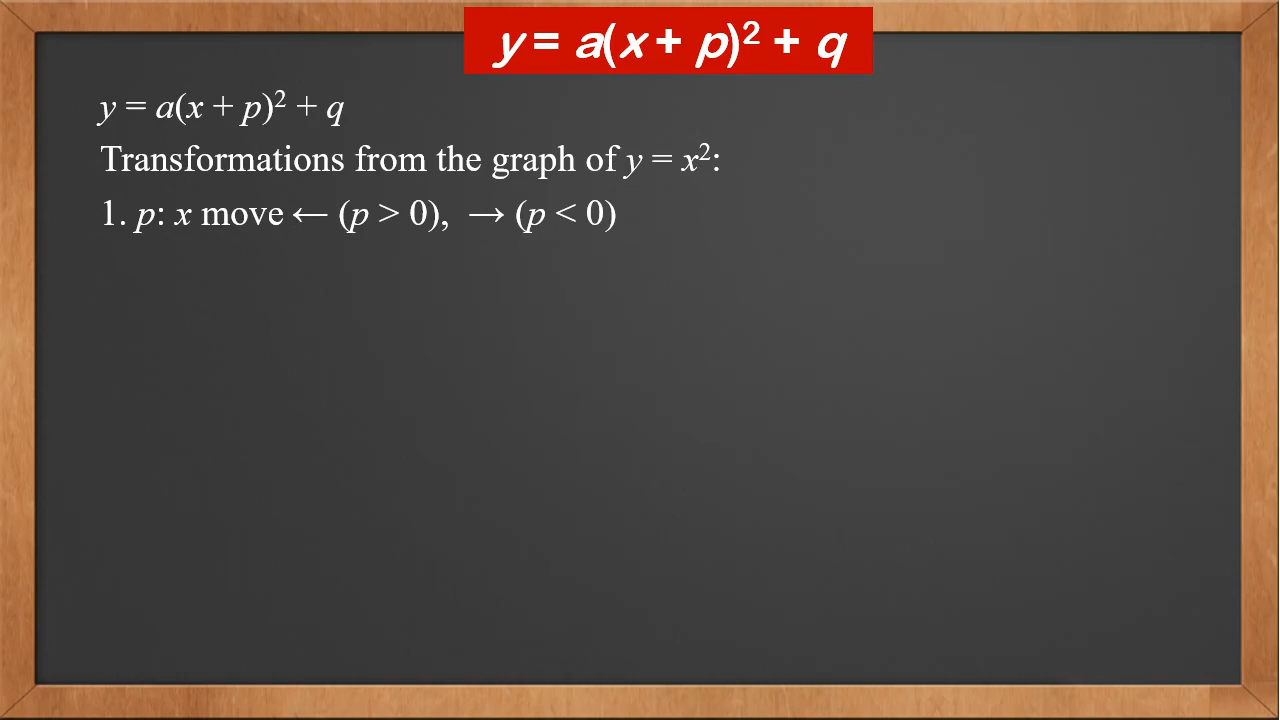 y = a(x + p)² + q
y = a(x + p)² + q
Transformations from the graph of y = x²:
1. p: x move ← (p > 0), → (p < 0)